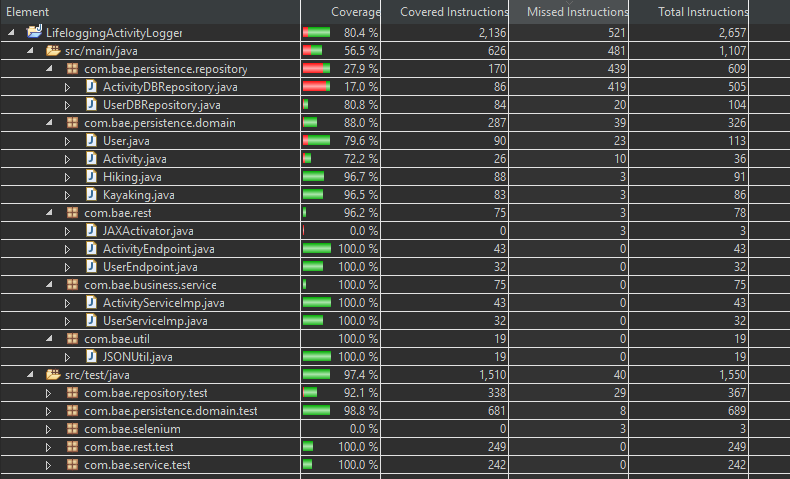 Element Coverage Covered Instructions Missed Instructions Total Instructions
LifeloggingActivityLogger 80.4 % 2,136 521 2,657
src/main/java 56.5 % 626 481 1,107
com.bae.persistence.repository 27.9 % 170 439 609
ActivityDBRepository.java 17.0 % 86 419 505
UserDBRepository.java 80.8 % 84 20 104
com.bae.persistence.domain 88.0 % 287 39 326
User.java 79.6 % 90 23 113
Activity.java 72.2 % 26 10 36
Hiking.java 96.7 % 88 3 91
Kayaking.java 96.5 % 83 3 86
com.bae.rest 96.2 % 75 3 78
JAXActivator.java 0.0 % 0 3 3
ActivityEndpoint.java 100.0 % 43 0 43
UserEndpoint.java 100.0 % 32 0 32
com.bae.business.service 100.0 % 75 0 75
ActivityServiceImp.java 100.0 % 43 0 43
UserServiceImp.java 100.0 % 32 0 32
com.bae.util 100.0 % 19 0 19
JSONUtil.java 100.0 % 19 0 19
src/test/java 97.4 % 1,510 40 1,550
com.bae.repository.test 92.1 % 338 29 367
com.bae.persistence.domain.test 98.8 % 681 8 689
com.bae.selenium 0.0 % 0 3 3
com.bae.rest.test 100.0 % 249 0 249
com.bae.service.test 100.0 % 242 0 242